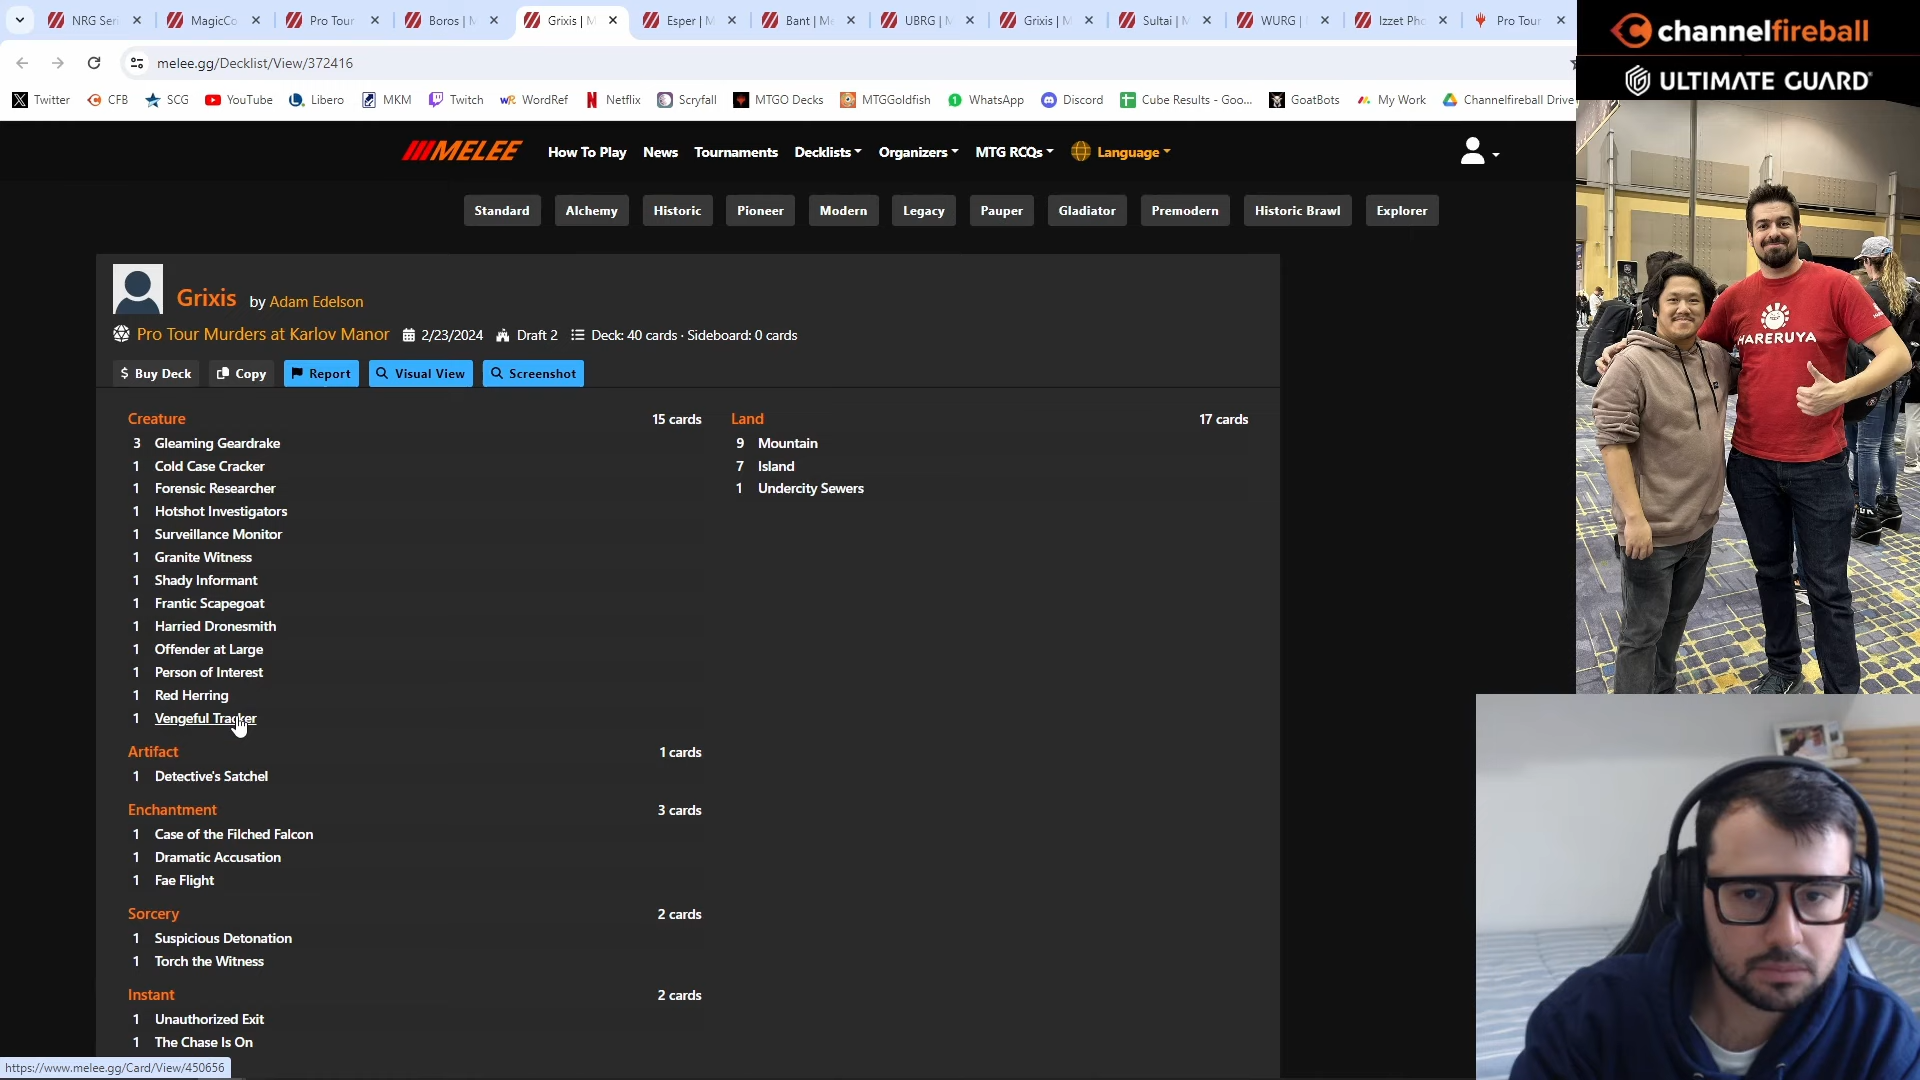 NRG Seri
MagicCo
Pro Tour
Boros | M
Grixis | M
Esper | M
Bant | Me
UBRG | M
Grixis | M
Sultai | M
WURG |
Izzet Pho
Pro Tour
melee.gg/Decklist/View/372416
Twitter CFB SCG YouTube Libero MKM Twitch WordRef Netflix Scryfall MTGO Decks MTGGoldfish WhatsApp Discord Cube Results - Goo... GoatBots My Work Channelfireball Drive
channelfireball
ULTIMATE GUARD
MELEE How To Play News Tournaments Decklists Organizers MTG RCQs Language
Standard Alchemy Historic Pioneer Modern Legacy Pauper Gladiator Premodern Historic Brawl Explorer
Grixis by Adam Edelson
Pro Tour Murders at Karlov Manor 2/23/2024 Draft 2 Deck: 40 cards · Sideboard: 0 cards
$ Buy Deck Copy Report Visual View Screenshot
Creature 15 cards
3 Gleaming Geardrake
1 Cold Case Cracker
1 Forensic Researcher
1 Hotshot Investigators
1 Surveillance Monitor
1 Granite Witness
1 Shady Informant
1 Frantic Scapegoat
1 Harried Dronesmith
1 Offender at Large
1 Person of Interest
1 Red Herring
1 Vengeful Tracker
Artifact 1 cards
1 Detective's Satchel
Enchantment 3 cards
1 Case of the Filched Falcon
1 Dramatic Accusation
1 Fae Flight
Sorcery 2 cards
1 Suspicious Detonation
1 Torch the Witness
Instant 2 cards
1 Unauthorized Exit
1 The Chase Is On
Land 17 cards
9 Mountain
7 Island
1 Undercity Sewers
HARERUYA
https://www.melee.gg/Card/View/450656